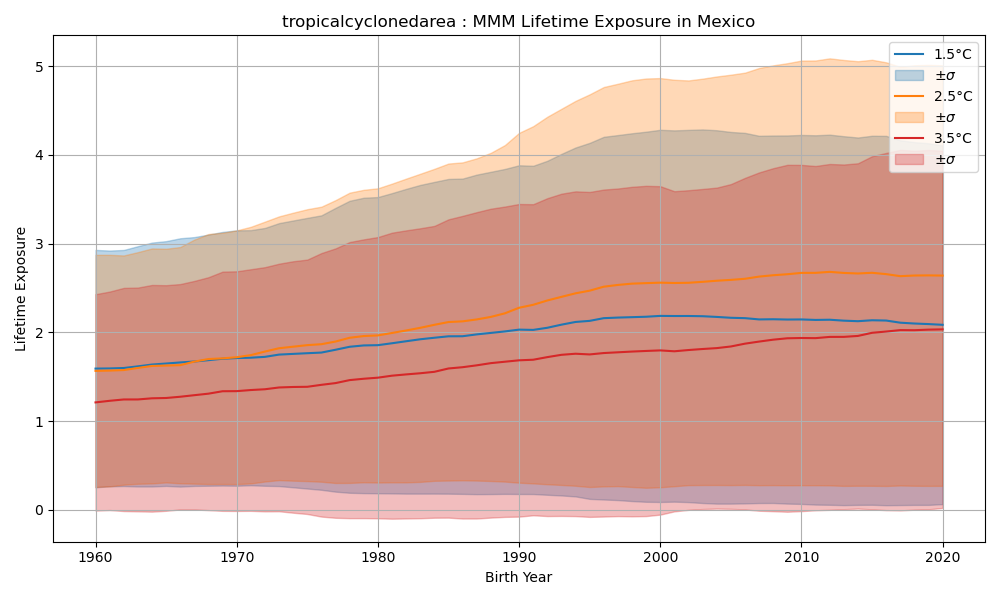 tropicalcyclonedarea : MMM Lifetime Exposure in Mexico
Lifetime Exposure
5
4
3
2
1
0
1.5°C
±σ
2.5°C
±σ
3.5°C
±σ
1960 1970 1980 1990 2000 2010 2020
Birth Year